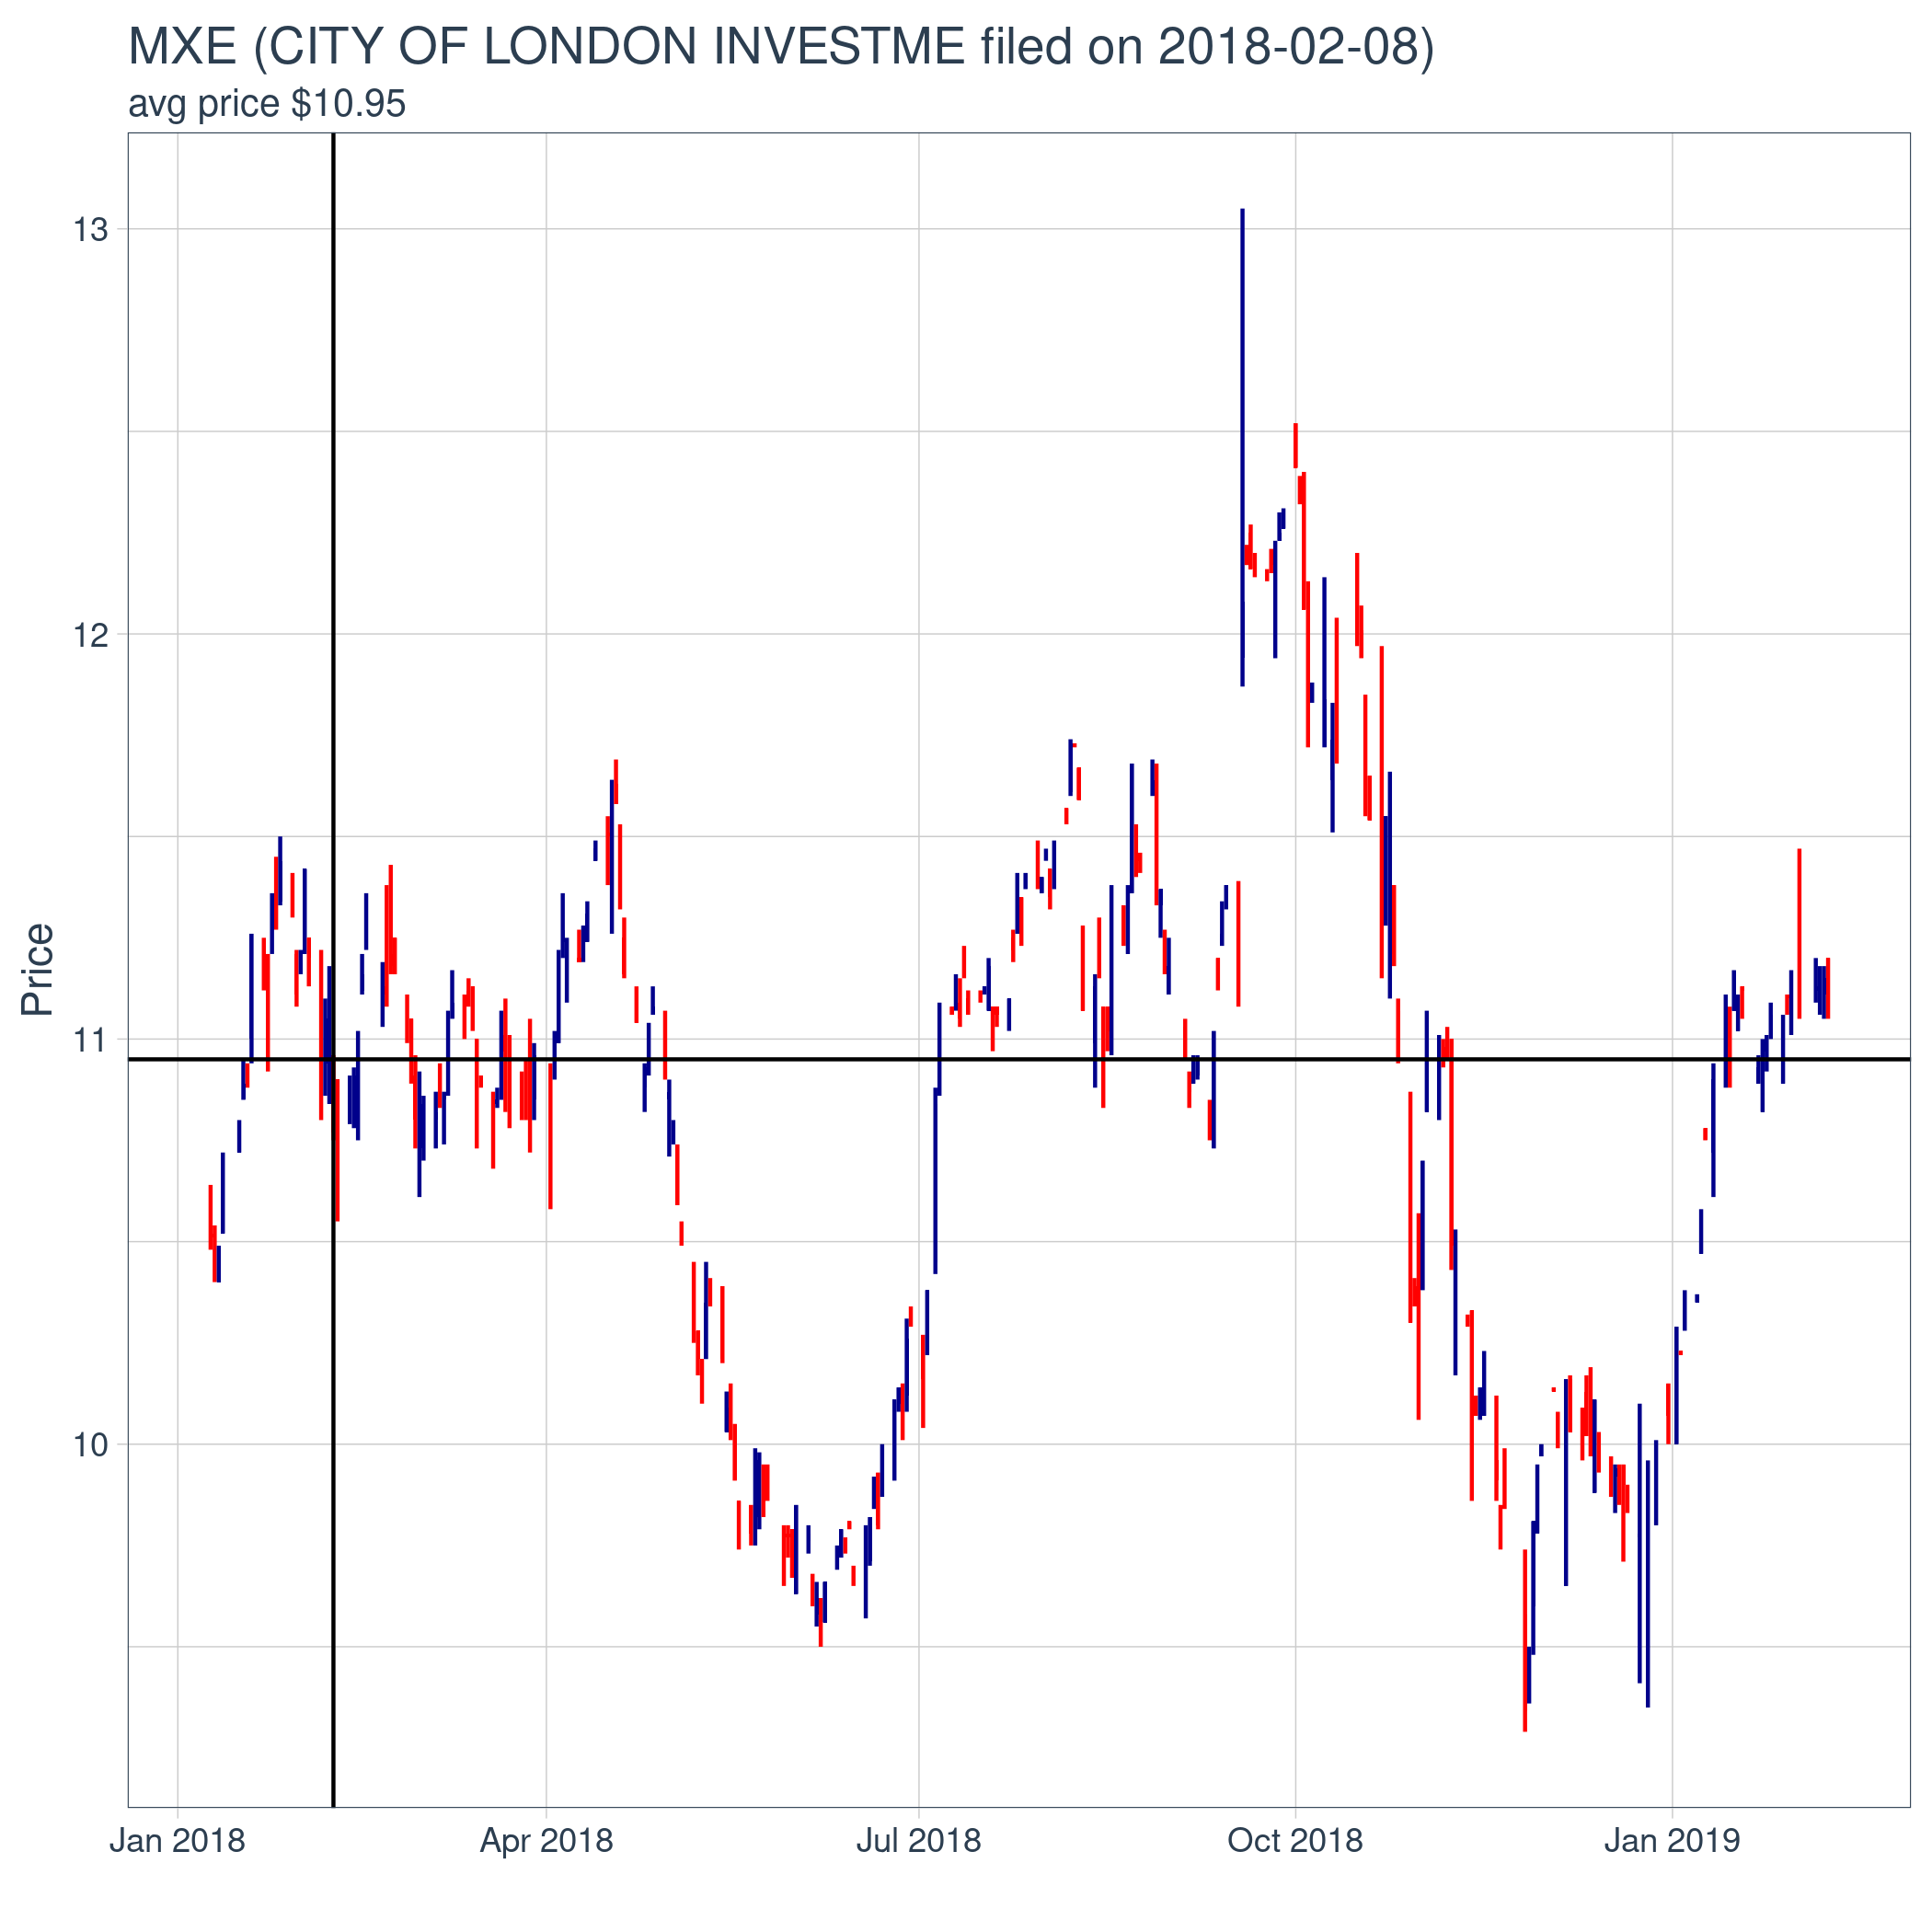 MXE (CITY OF LONDON INVESTME filed on 2018-02-08)
avg price $10.95
13
12
11
10
Price
Jan 2018
Apr 2018
Jul 2018
Oct 2018
Jan 2019